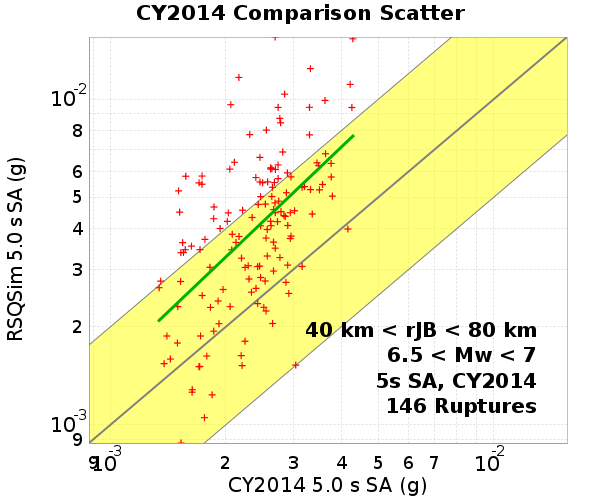 CY2014 Comparison Scatter
RSQSim 5.0 s SA (g)
10⁻²
8
6
5
4
3
2
10⁻³
9
40 km < rJB < 80 km
6.5 < Mw < 7
5s SA, CY2014
146 Ruptures
9 10⁻³ 2 3 4 5 6 7 10⁻²
CY2014 5.0 s SA (g)